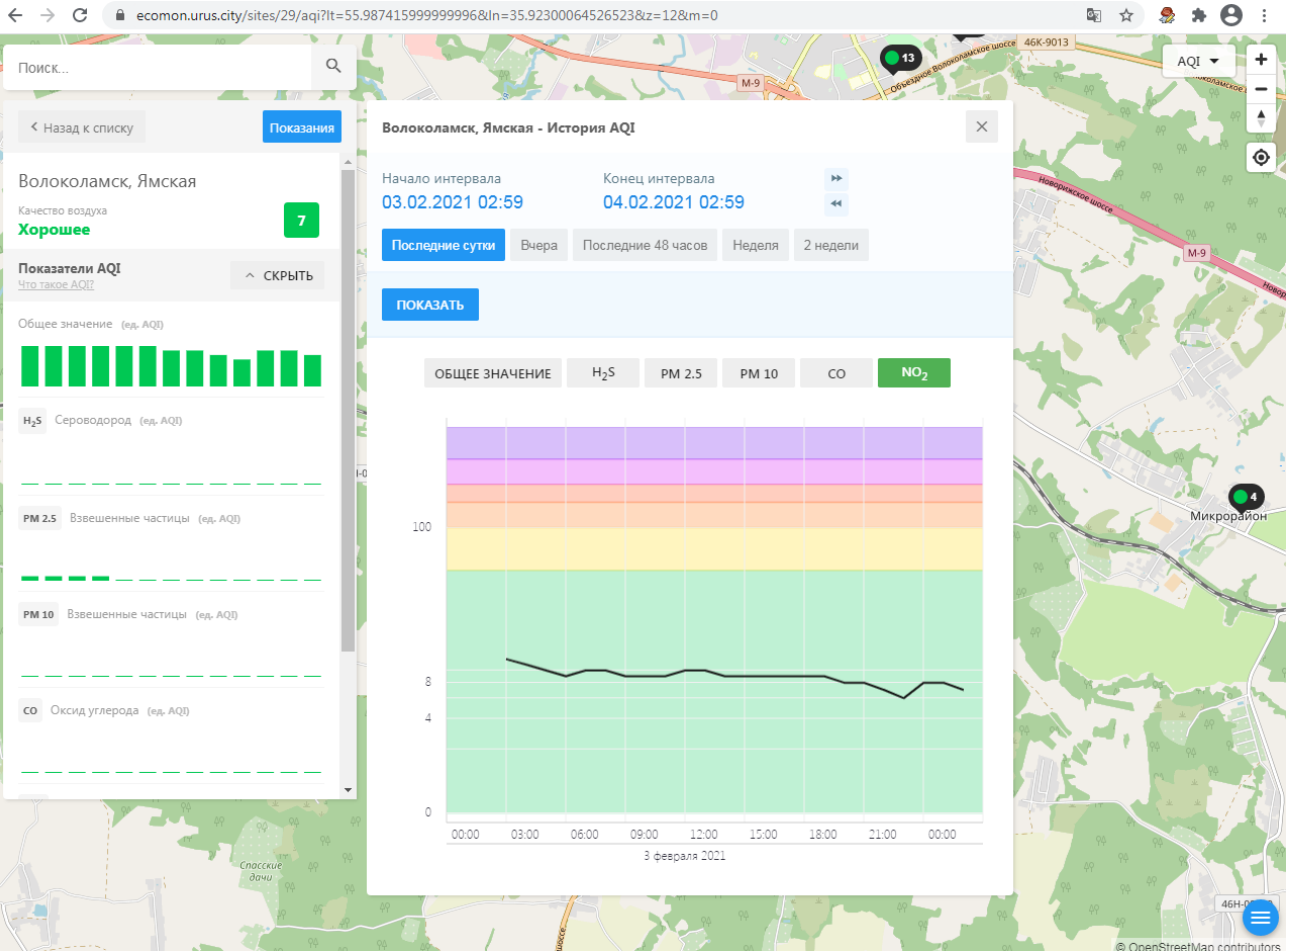 ecomon.urus.city/sites/29/aqi?lt=55.987415999999996&ln=35.92300064526523&z=12&m=0
Поиск...
Назад к списку
Показания
Волоколамск, Ямская
Качество воздуха
Хорошее
7
Показатели AQI
Что такое AQI?
СКРЫТЬ
Общее значение (ед. AQI)
H2S Сероводород (ед. AQI)
PM 2.5 Взвешенные частицы (ед. AQI)
PM 10 Взвешенные частицы (ед. AQI)
CO Оксид углерода (ед. AQI)
Волоколамск, Ямская - История AQI
Начало интервала
03.02.2021 02:59
Конец интервала
04.02.2021 02:59
Последние сутки
Вчера
Последние 48 часов
Неделя
2 недели
ПОКАЗАТЬ
ОБЩЕЕ ЗНАЧЕНИЕ
H2S
PM 2.5
PM 10
CO
NO2
100
8
4
0
00:00 03:00 06:00 09:00 12:00 15:00 18:00 21:00 00:00
3 февраля 2021
M-9
13
Объездное Волоколамское шоссе
46K-9013
AQI
Новорижское шоссе
M-9
4
Микрорайон
Спасские
дачи
© OpenStreetMap contributors